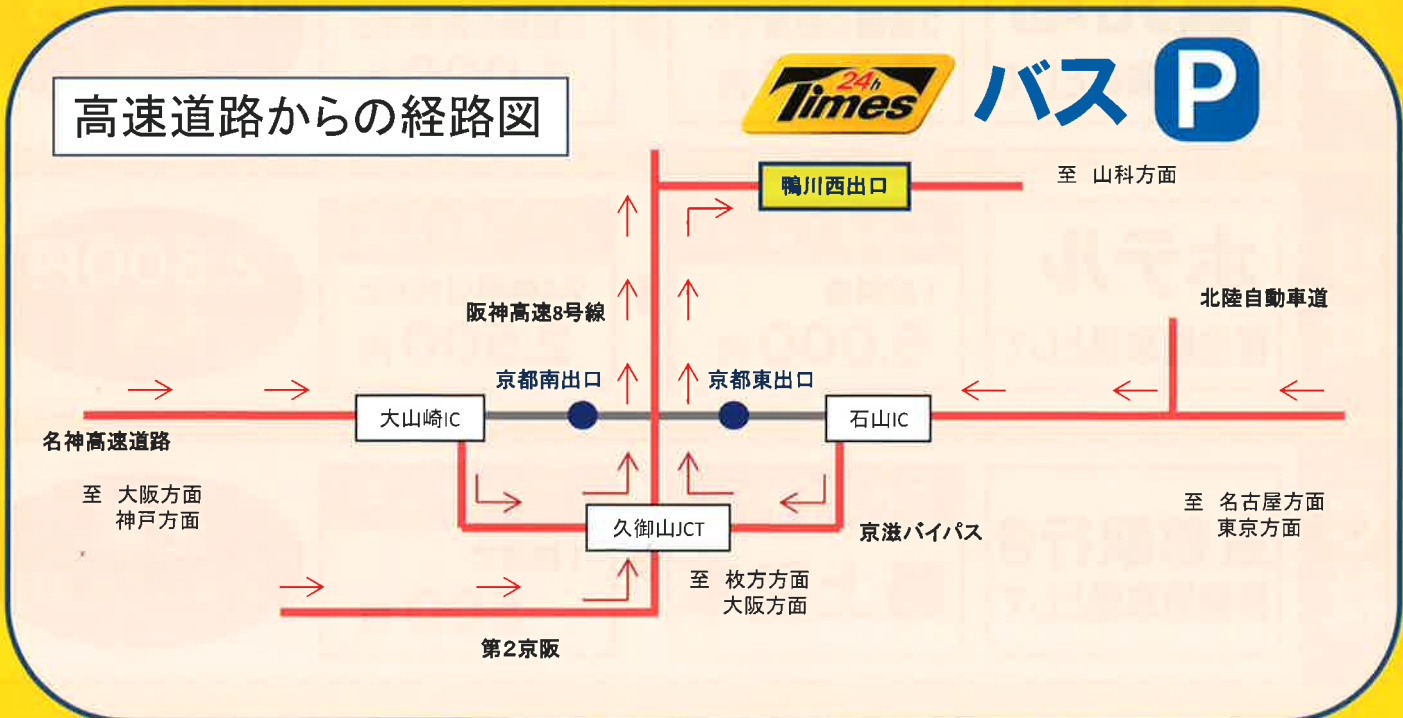 高速道路からの経路図
24h
Times
バス P
鴨川西出口
至 山科方面
阪神高速8号線
北陸自動車道
京都南出口
京都東出口
大山崎IC
石山IC
名神高速道路
至 大阪方面
神戸方面
至 名古屋方面
東京方面
久御山JCT
京滋バイパス
至 枚方方面
大阪方面
第2京阪